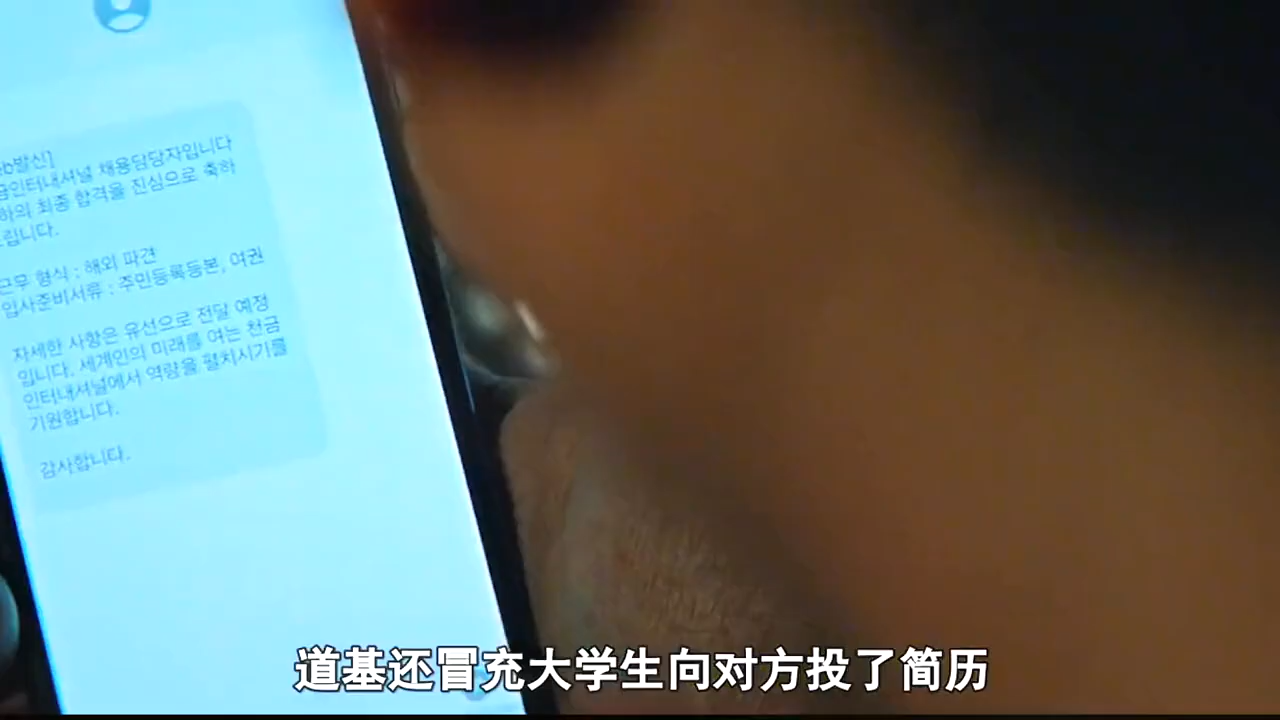 b발신]
금인터내셔널 채용담당자입니다
하의 최종 합격을 진심으로 축하
드립니다.
근무 형식 : 해외 파견
입사준비서류 : 주민등록등본, 여권
자세한 사항은 유선으로 전달 예정
입니다. 세계인의 미래를 여는 천금
인터내셔널에서 역량을 펼치시기를
기원합니다.
감사합니다.
道基还冒充大学生向对方投了简历